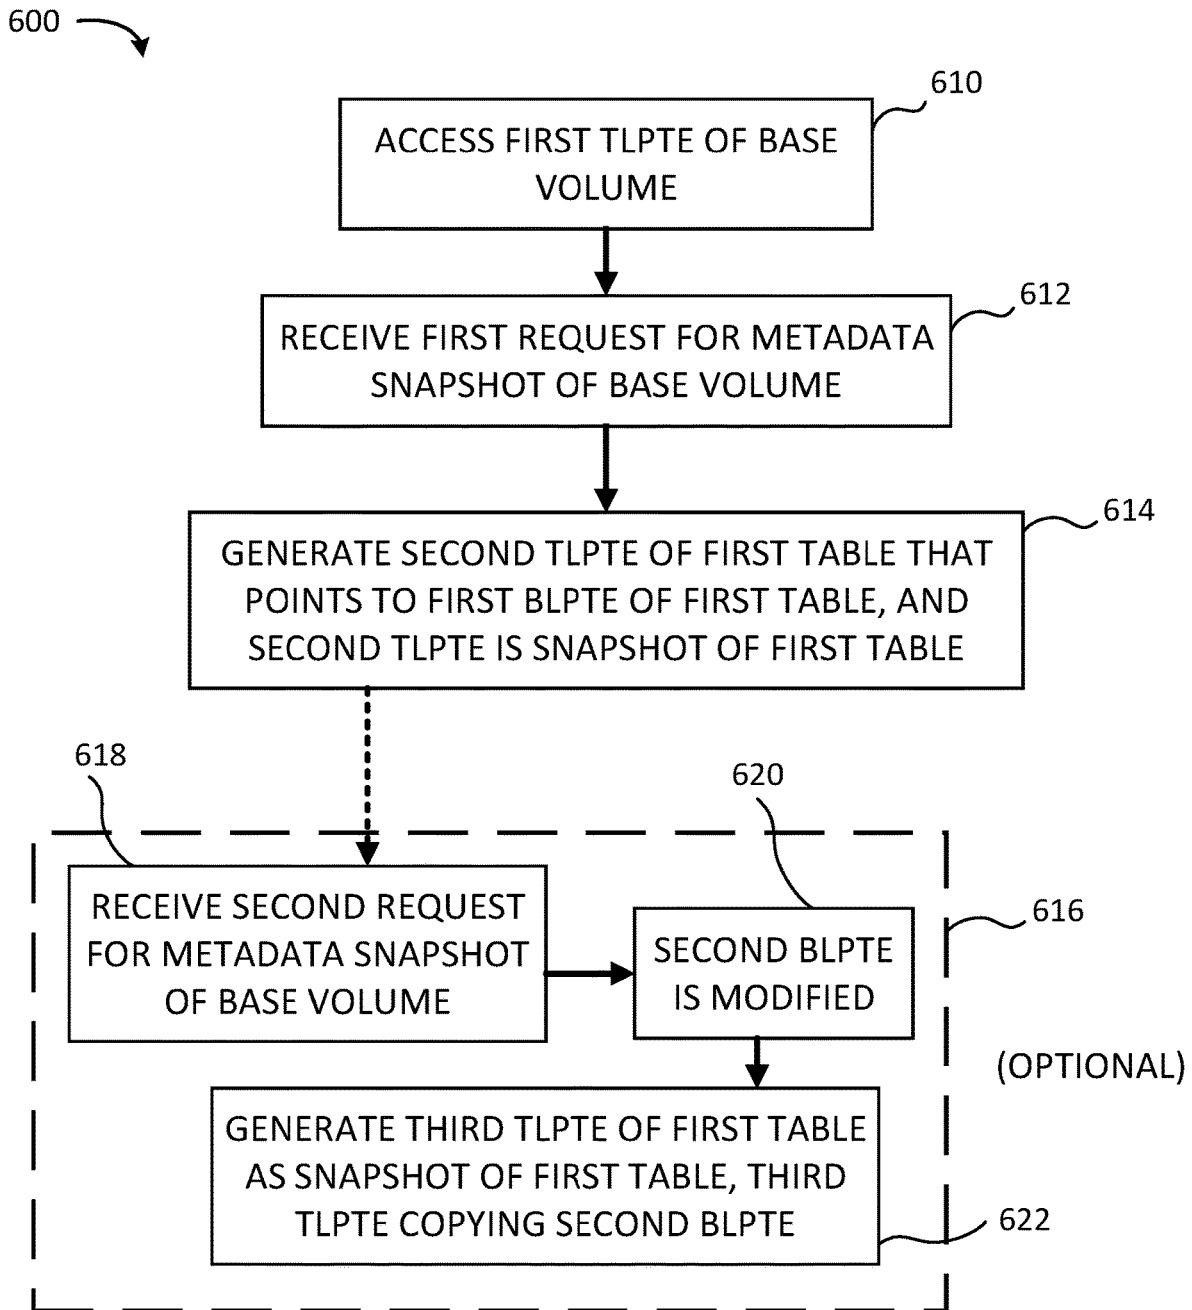 600
610
ACCESS FIRST TLPTE OF BASE
VOLUME
612
RECEIVE FIRST REQUEST FOR METADATA
SNAPSHOT OF BASE VOLUME
614
GENERATE SECOND TLPTE OF FIRST TABLE THAT
POINTS TO FIRST BLPTE OF FIRST TABLE, AND
SECOND TLPTE IS SNAPSHOT OF FIRST TABLE
618
RECEIVE SECOND REQUEST
FOR METADATA SNAPSHOT
OF BASE VOLUME
620
SECOND BLPTE
IS MODIFIED
616
(OPTIONAL)
GENERATE THIRD TLPTE OF FIRST TABLE
AS SNAPSHOT OF FIRST TABLE, THIRD
TLPTE COPYING SECOND BLPTE
622